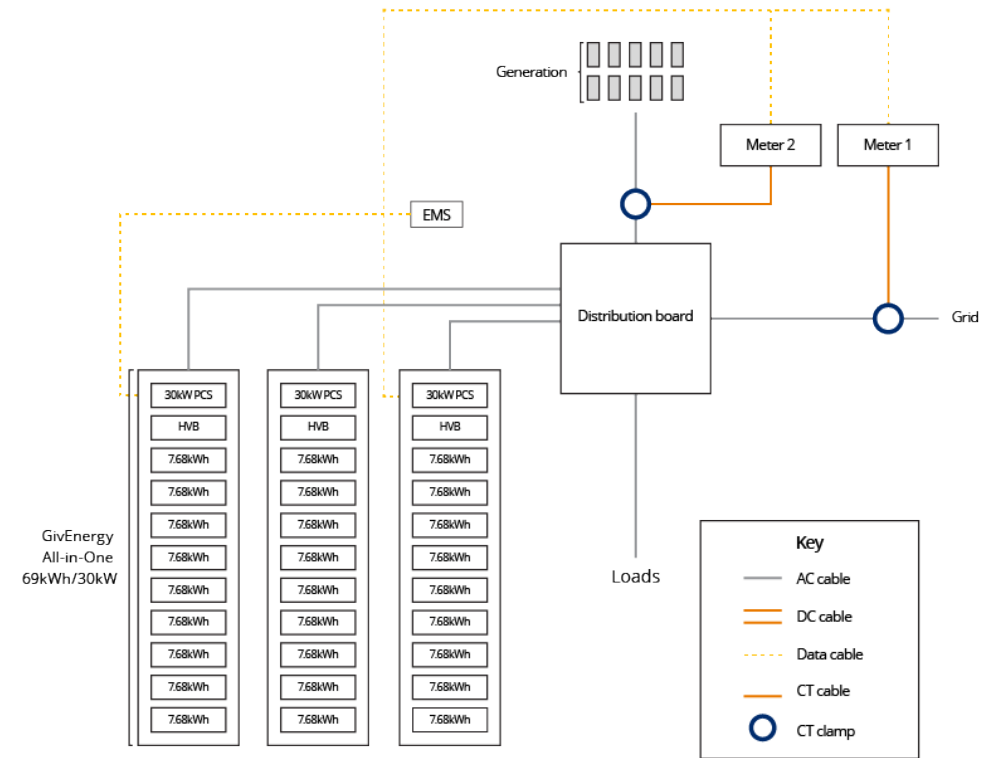 Generation
Meter 2
Meter 1
EMS
Distribution board
Grid
30kW PCS
HVB
7.68kWh
7.68kWh
7.68kWh
7.68kWh
7.68kWh
7.68kWh
7.68kWh
7.68kWh
7.68kWh
30kW PCS
HVB
7.68kWh
7.68kWh
7.68kWh
7.68kWh
7.68kWh
7.68kWh
7.68kWh
7.68kWh
7.68kWh
30kW PCS
HVB
7.68kWh
7.68kWh
7.68kWh
7.68kWh
7.68kWh
7.68kWh
7.68kWh
7.68kWh
7.68kWh
GivEnergy
All-in-One
69kWh/30kW
Loads
Key
AC cable
DC cable
Data cable
CT cable
CT clamp